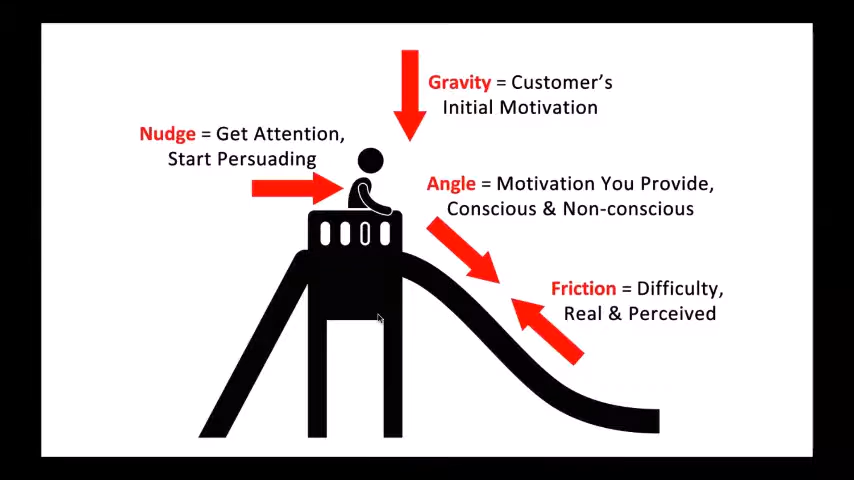 Gravity = Customer's
Initial Motivation
Nudge = Get Attention,
Start Persuading
Angle = Motivation You Provide,
Conscious & Non-conscious
Friction = Difficulty,
Real & Perceived